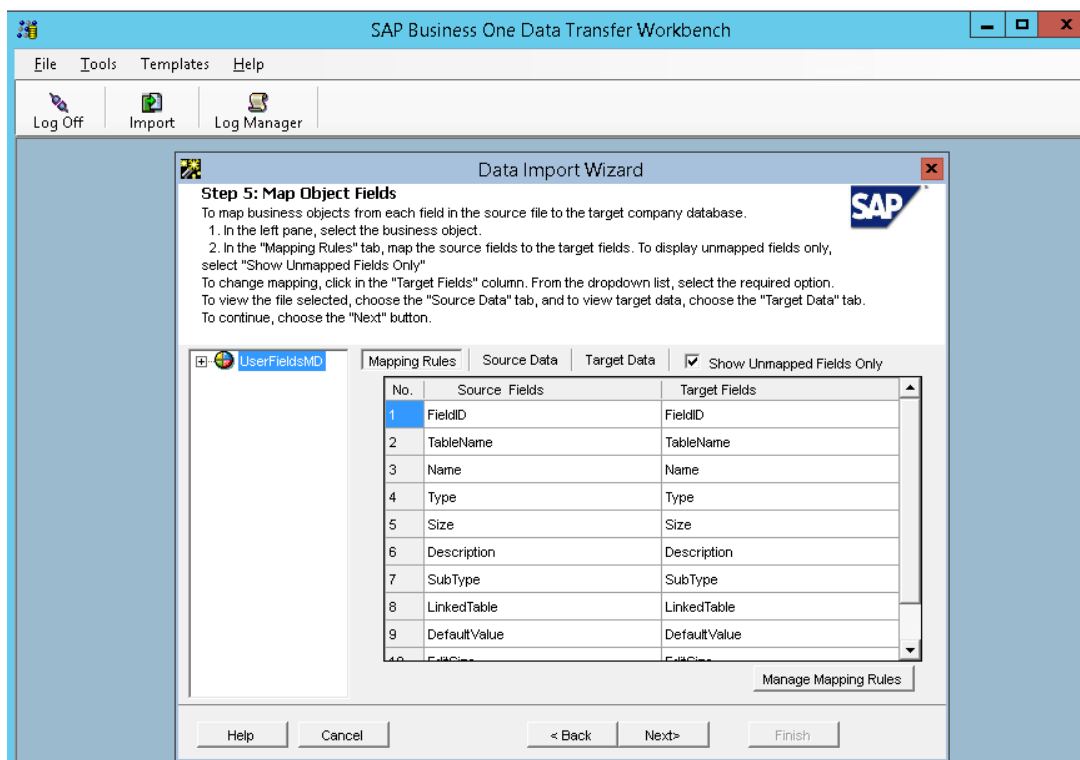 SAP Business One Data Transfer Workbench
File Tools Templates Help
Log Off Import Log Manager
Data Import Wizard
Step 5: Map Object Fields
SAP
To map business objects from each field in the source file to the target company database.
1. In the left pane, select the business object.
2. In the "Mapping Rules" tab, map the source fields to the target fields. To display unmapped fields only,
select "Show Unmapped Fields Only"
To change mapping, click in the "Target Fields" column. From the dropdown list, select the required option.
To view the file selected, choose the "Source Data" tab, and to view target data, choose the "Target Data" tab.
To continue, choose the "Next" button.
UserFieldsMD
Mapping Rules Source Data Target Data Show Unmapped Fields Only
No. Source Fields Target Fields
1 FieldID FieldID
2 TableName TableName
3 Name Name
4 Type Type
5 Size Size
6 Description Description
7 SubType SubType
8 LinkedTable LinkedTable
9 DefaultValue DefaultValue
10 EditSize EditSize
Manage Mapping Rules
Help Cancel < Back Next> Finish